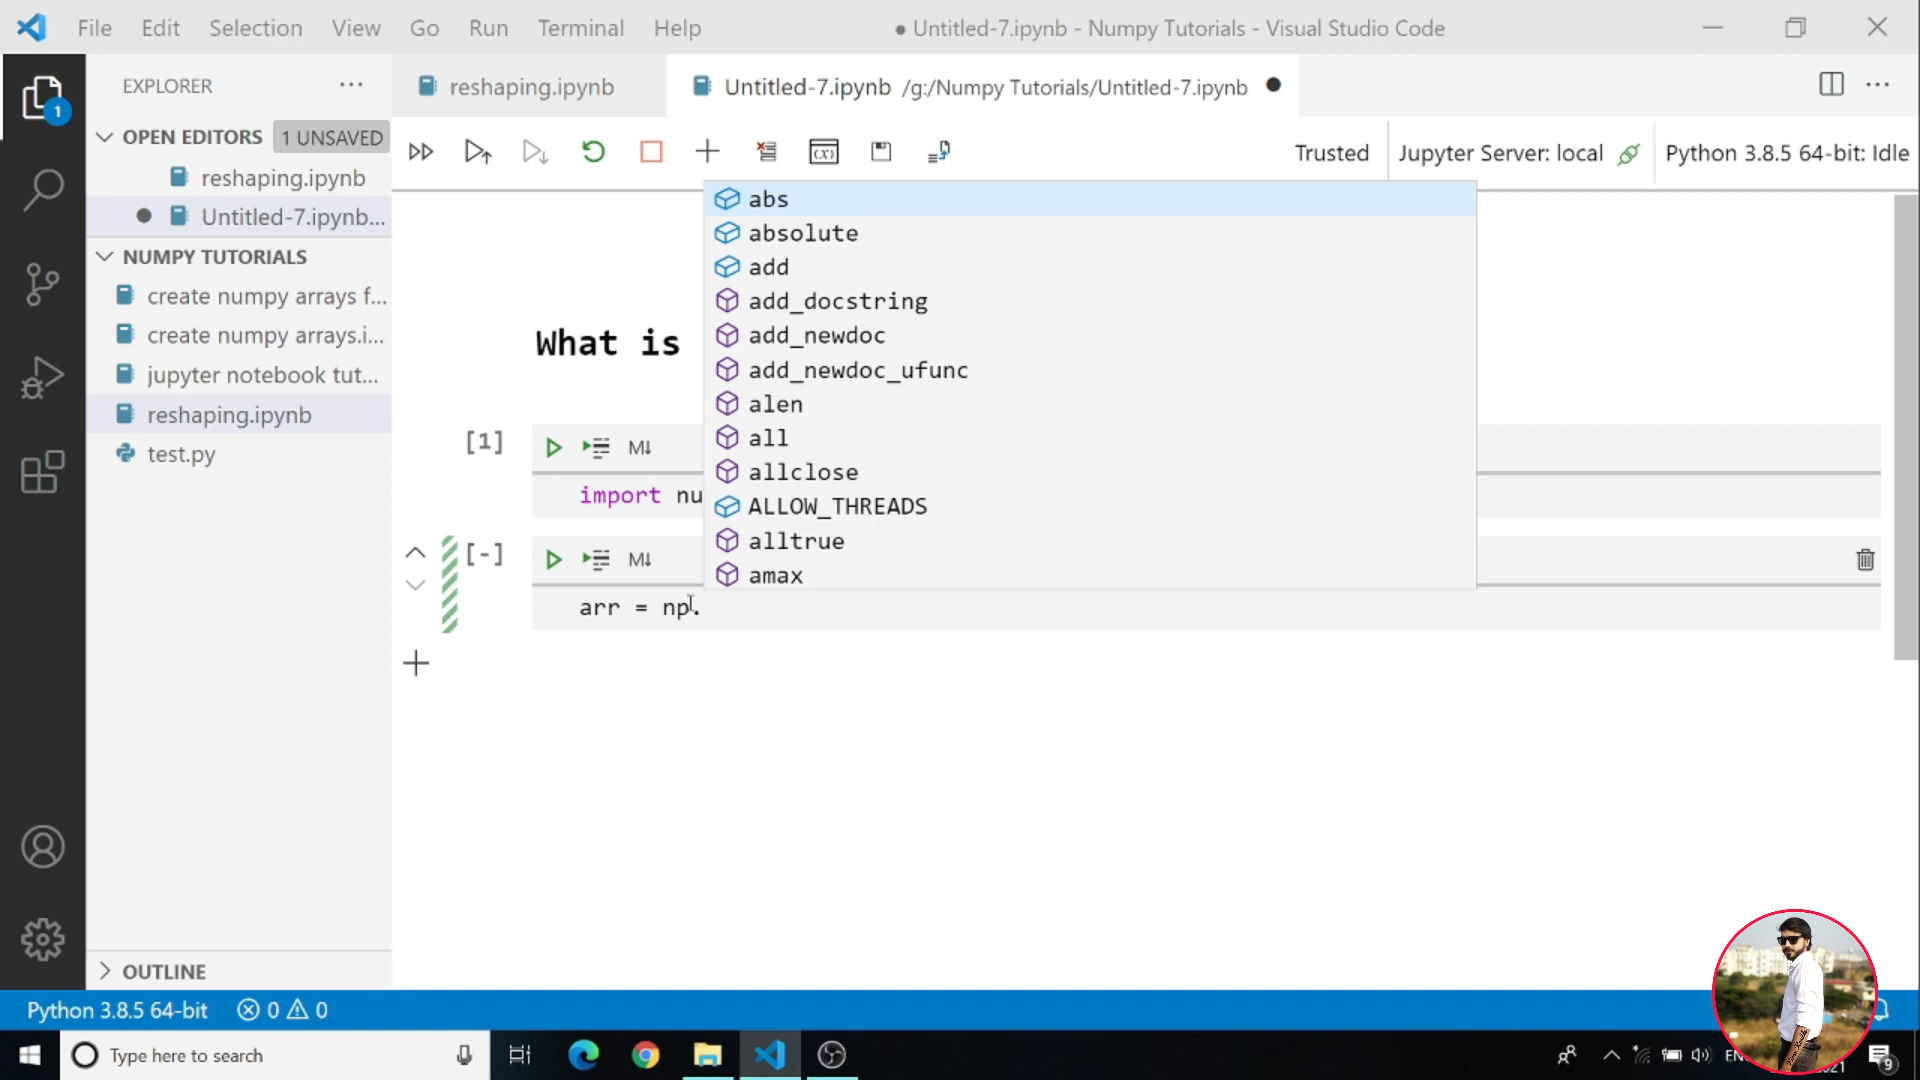 File Edit Selection View Go Run Terminal Help
● Untitled-7.ipynb - Numpy Tutorials - Visual Studio Code
EXPLORER ...
reshaping.ipynb
Untitled-7.ipynb /g:/Numpy Tutorials/Untitled-7.ipynb
1
OPEN EDITORS 1 UNSAVED
reshaping.ipynb
Untitled-7.ipynb...
NUMPY TUTORIALS
create numpy arrays f...
create numpy arrays.i...
jupyter notebook tut...
reshaping.ipynb
test.py
OUTLINE
Trusted
Jupyter Server: local
Python 3.8.5 64-bit: Idle
What is
[1]
M↓
import nu
[-]
M↓
arr = np.
abs
absolute
add
add_docstring
add_newdoc
add_newdoc_ufunc
alen
all
allclose
ALLOW_THREADS
alltrue
amax
Python 3.8.5 64-bit 0 0
Type here to search
9